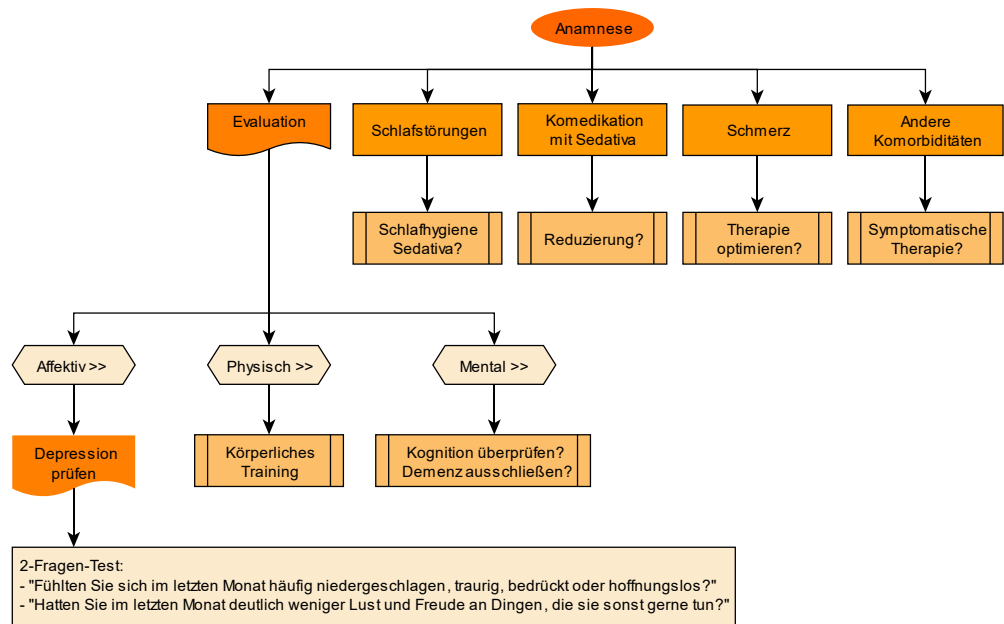 Anamnese
Evaluation
Schlafstörungen
Komedikation
mit Sedativa
Schmerz
Andere
Komorbiditäten
Schlafhygiene
Sedativa?
Reduzierung?
Therapie
optimieren?
Symptomatische
Therapie?
Affektiv >>
Physisch >>
Mental >>
Depression
prüfen
Körperliches
Training
Kognition überprüfen?
Demenz ausschließen?
2-Fragen-Test:
- "Fühlten Sie sich im letzten Monat häufig niedergeschlagen, traurig, bedrückt oder hoffnungslos?"
- "Hatten Sie im letzten Monat deutlich weniger Lust und Freude an Dingen, die sie sonst gerne tun?"